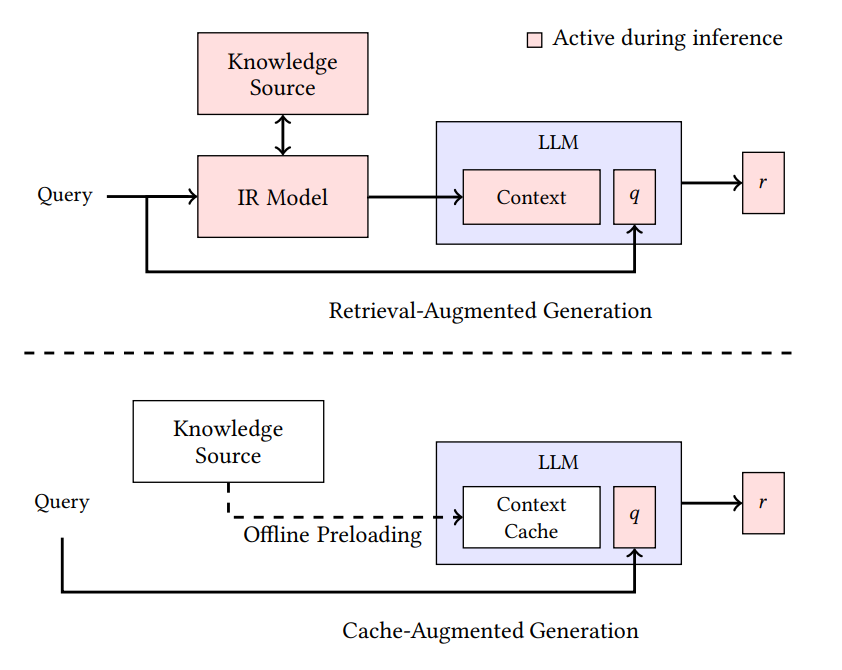 Active during inference
Knowledge
Source
LLM
Query
IR Model
Context
q
r
Retrieval-Augmented Generation
Knowledge
Source
LLM
Query
Context
Cache
q
r
Offline Preloading
Cache-Augmented Generation